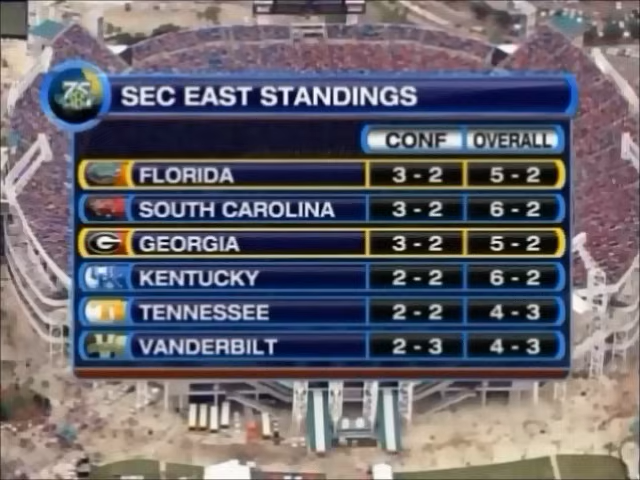 SEC EAST STANDINGS
CONF OVERALL
FLORIDA 3 - 2 5 - 2
SOUTH CAROLINA 3 - 2 6 - 2
GEORGIA 3 - 2 5 - 2
KENTUCKY 2 - 2 6 - 2
TENNESSEE 2 - 2 4 - 3
VANDERBILT 2 - 3 4 - 3